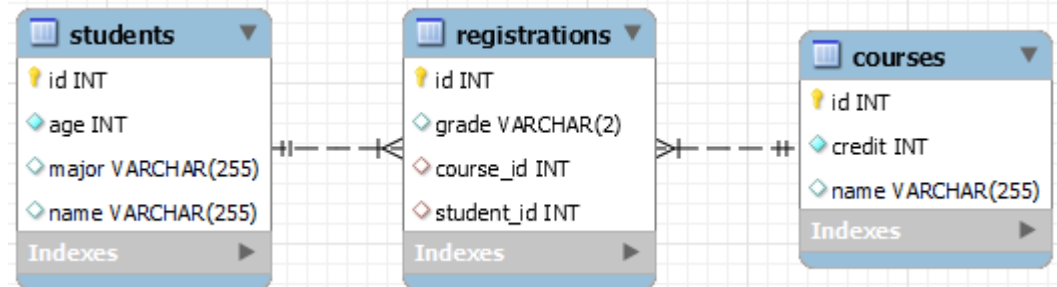 students
id INT
age INT
major VARCHAR(255)
name VARCHAR(255)
Indexes
registrations
id INT
grade VARCHAR(2)
course_id INT
student_id INT
Indexes
courses
id INT
credit INT
name VARCHAR(255)
Indexes